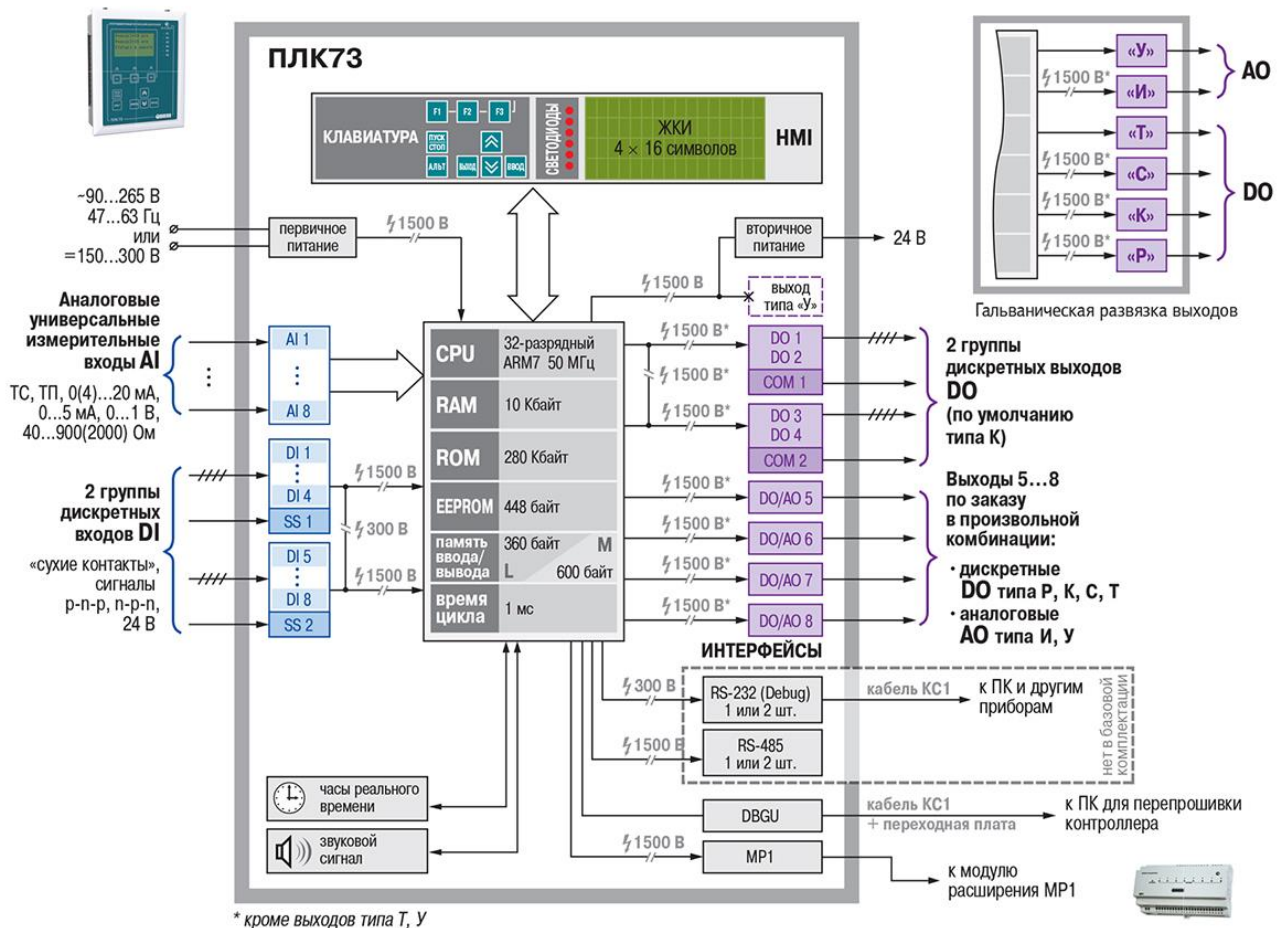 ПЛК73
КЛАВИАТУРА
F1
F2
F3
ПУСК
СТОП
АЛЬТ
ВЫХОД
ВВОД
СВЕТОДИОДЫ
ЖКИ
4 × 16 символов
HMI
~90...265 В
47...63 Гц
или
=150...300 В
первичное
питание
1500 В
вторичное
питание
24 В
1500 В
выход
типа «У»
Аналоговые
универсальные
измерительные
входы AI
ТС, ТП, 0(4)...20 мА,
0...5 мА, 0...1 В,
40...900(2000) Ом
AI 1
AI 8
2 группы
дискретных
входов DI
«сухие контакты»,
сигналы
p-n-p, n-p-n,
24 В
DI 1
DI 4
SS 1
DI 5
DI 8
SS 2
1500 В
300 В
1500 В
CPU
32-разрядный
ARM7 50 МГц
RAM
10 Кбайт
ROM
280 Кбайт
EEPROM
448 байт
память
ввода/
вывода
360 байт
M
L
600 байт
время
цикла
1 мс
1500 В*
1500 В*
1500 В*
DO 1
DO 2
COM 1
DO 3
DO 4
COM 2
1500 В*
DO/AO 5
1500 В*
DO/AO 6
1500 В*
DO/AO 7
1500 В*
DO/AO 8
2 группы
дискретных выходов
DO
(по умолчанию
типа К)
Выходы 5...8
по заказу
в произвольной
комбинации:
· дискретные
DO типа Р, К, С, Т
· аналоговые
АО типа И, У
ИНТЕРФЕЙСЫ
300 В
RS-232 (Debug)
1 или 2 шт.
кабель КС1
к ПК и другим
приборам
1500 В
RS-485
1 или 2 шт.
нет в базовой
комплектации
DBGU
кабель КС1
+ переходная плата
к ПК для перепрошивки
контроллера
1500 В
МР1
к модулю
расширения МР1
часы реального
времени
звуковой
сигнал
* кроме выходов типа Т, У
«У»
1500 В*
«И»
AO
«Т»
1500 В*
«С»
1500 В*
«К»
1500 В*
«Р»
DO
Гальваническая развязка выходов